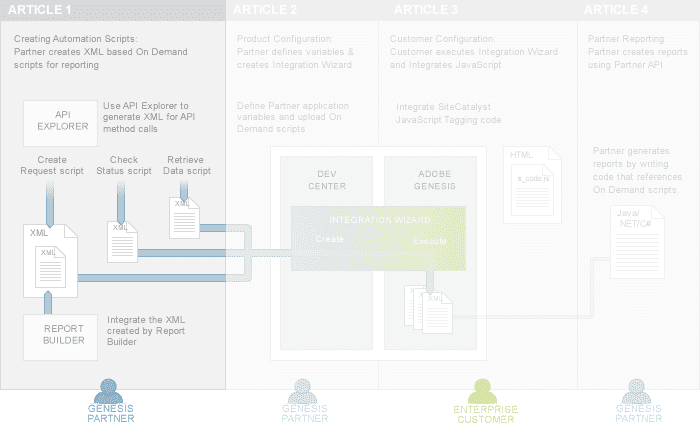 ARTICLE 1
ARTICLE 2
ARTICLE 3
ARTICLE 4
Creating Automation Scripts:
Partner creates XML based On Demand
scripts for reporting
Product Configuration:
Partner defines variables &
creates Integration Wizard
Customer Configuration:
Customer executes Integration Wizard
and Integrates JavaScript
Partner Reporting:
Partner creates reports
using Partner API
API
EXPLORER
Use API Explorer to
generate XML for API
method calls
Define Partner application
variables and upload On
Demand scripts
Integrate SiteCatalyst
JavaScript Tagging code
Create
Request script
Check
Status script
Retrieve
Data script
DEV
CENTER
ADOBE
GENESIS
HTML
s_code.js
Partner generates
reports by writing
code that references
On Demand scripts.
XML
XML
XML
XML
INTEGRATION WIZARD
Create
Execute
Java/
.NET/C#
XML
REPORT
BUILDER
Integrate the XML
created by Report
Builder
GENESIS
PARTNER
GENESIS
PARTNER
ENTERPRISE
CUSTOMER
GENESIS
PARTNER